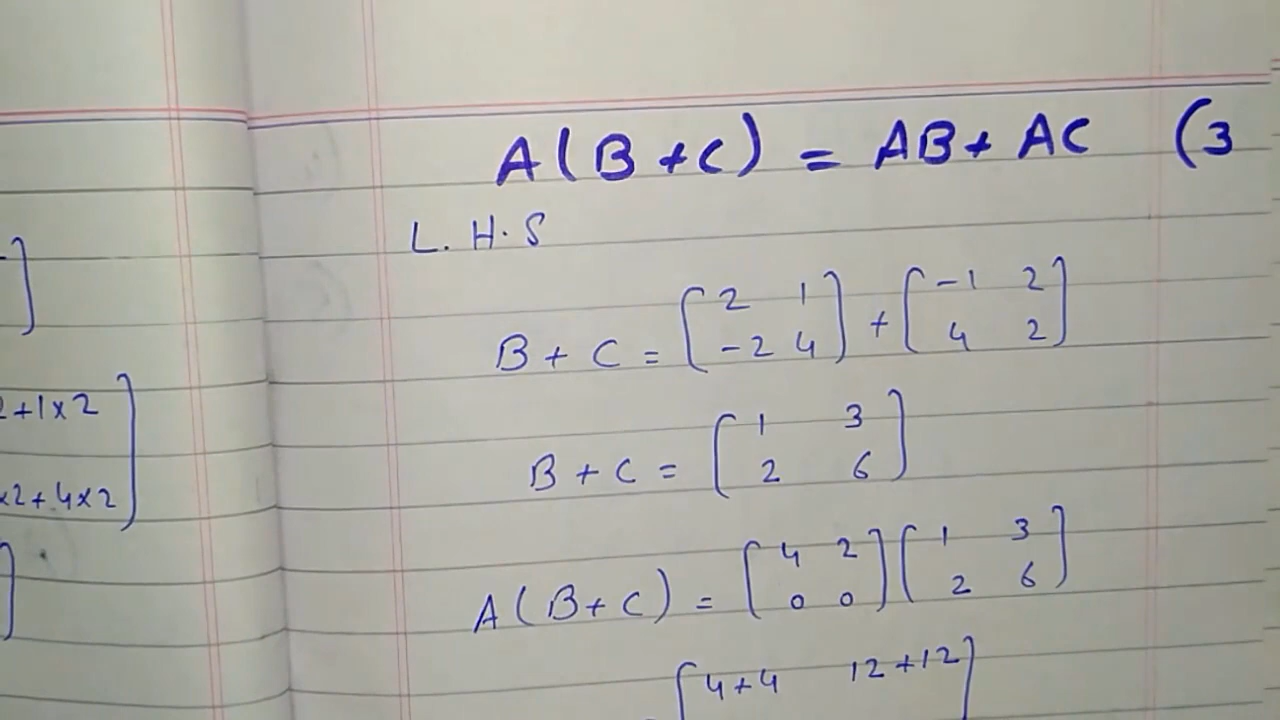 2+1×2
×2+4×2
A(B+C) = AB+AC (3
L.H.S
B+C = [2 1 -2 4] + [-1 2 4 2]
B+C = [1 3 2 6]
A(B+C) = [4 2 0 0] [1 3 2 6]
4+4 12+12